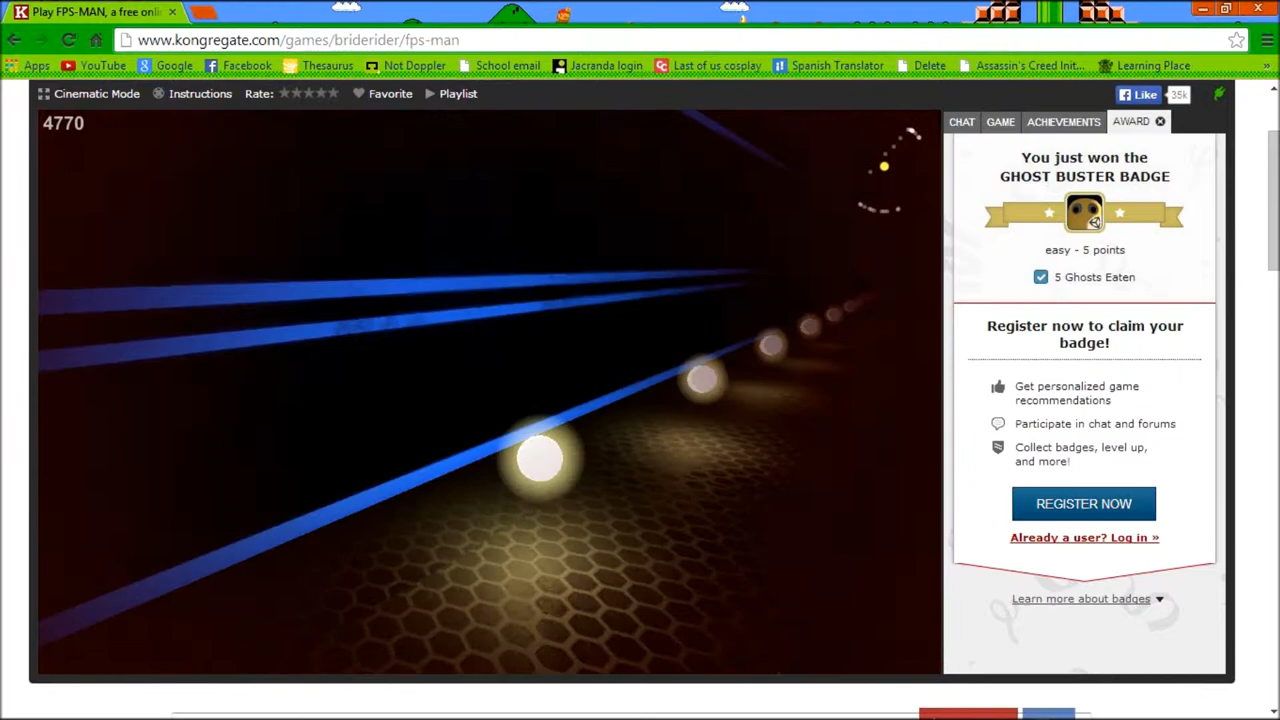 Play FPS-MAN, a free onli
www.kongregate.com/games/briderider/fps-man
Apps YouTube Google Facebook Thesaurus Not Doppler School email Jacranda login Last of us cosplay Spanish Translator Delete Assassin's Creed Init... Learning Place »
Cinematic Mode Instructions Rate: Favorite Playlist Like 35k
4770
CHAT GAME ACHIEVEMENTS AWARD
You just won the
GHOST BUSTER BADGE
easy - 5 points
5 Ghosts Eaten
Register now to claim your
badge!
Get personalized game
recommendations
Participate in chat and forums
Collect badges, level up,
and more!
REGISTER NOW
Already a user? Log in »
Learn more about badges